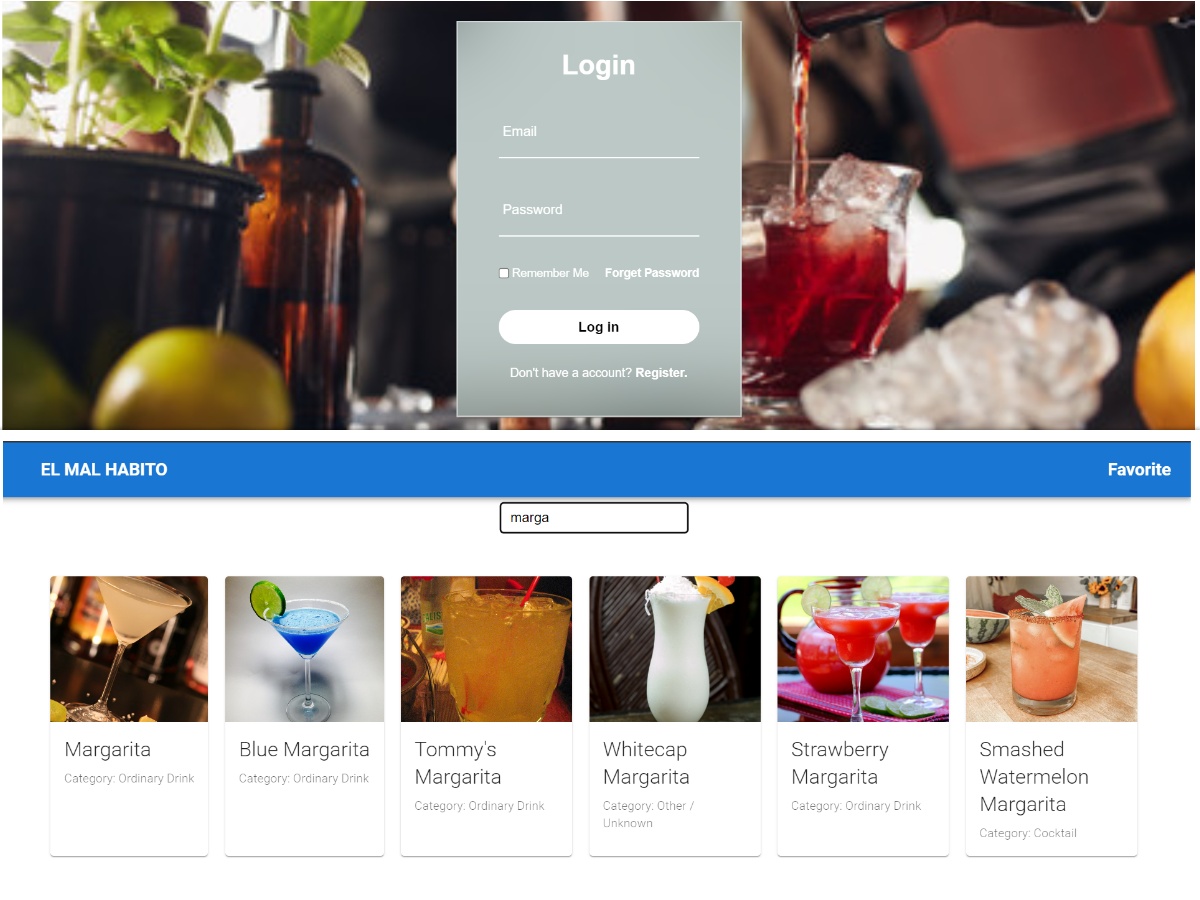 Login
Email
Password
Remember Me Forget Password
Log in
Don't have a account? Register.
EL MAL HABITO
Favorite
marga
Margarita
Category: Ordinary Drink
Blue Margarita
Category: Ordinary Drink
Tommy's
Margarita
Category: Ordinary Drink
Whitecap
Margarita
Category: Other /
Unknown
Strawberry
Margarita
Category: Ordinary Drink
Smashed
Watermelon
Margarita
Category: Cocktail